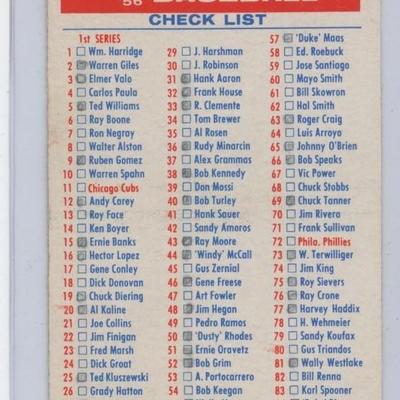 56 BASEBALL
CHECK LIST
1st SERIES
1 Wm. Harridge
2 Warren Giles
3 Elmer Valo
4 Carlos Paula
5 Ted Williams
6 Ray Boone
7 Ron Negray
8 Walter Alston
9 Ruben Gomez
10 Warren Spahn
11 Chicago Cubs
12 Andy Carey
13 Roy Face
14 Ken Boyer
15 Ernie Banks
16 Hector Lopez
17 Gene Conley
18 Dick Donovan
19 Chuck Diering
20 Al Kaline
21 Joe Collins
22 Jim Finigan
23 Fred Marsh
24 Dick Groat
25 Ted Kluszewski
26 Grady Hatton
29 J. Harshman
30 J. Robinson
31 Hank Aaron
32 Frank House
33 R. Clemente
34 Tom Brewer
35 Al Rosen
36 Rudy Minarcin
37 Alex Grammas
38 Bob Kennedy
39 Don Mossi
40 Bob Turley
41 Hank Sauer
42 Sandy Amoros
43 Ray Moore
44 'Windy' McCall
45 Gus Zernial
46 Gene Freese
47 Art Fowler
48 Jim Hegan
49 Pedro Ramos
50 'Dusty' Rhodes
51 Ernie Oravetz
52 Bob Grim
53 A. Portocarrero
54 Bob Keegan
57 'Duke' Maas
58 Ed. Roebuck
59 Jose Santiago
60 Mayo Smith
61 Bill Skowron
62 Hal Smith
63 Roger Craig
64 Luis Arroyo
65 Johnny O'Brien
66 Bob Speaks
67 Vic Power
68 Chuck Stobbs
69 Chuck Tanner
70 Jim Rivera
71 Frank Sullivan
72 Phila. Phillies
73 W. Terwilliger
74 Jim King
75 Roy Sievers
76 Ray Crone
77 Harvey Haddix
78 H. Wehmeier
79 Sandy Koufax
80 Gus Triandos
81 Wally Westlake
82 Bill Renna
83 Karl Spooner